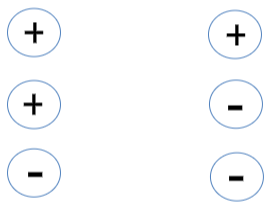 + +
+ -
- -